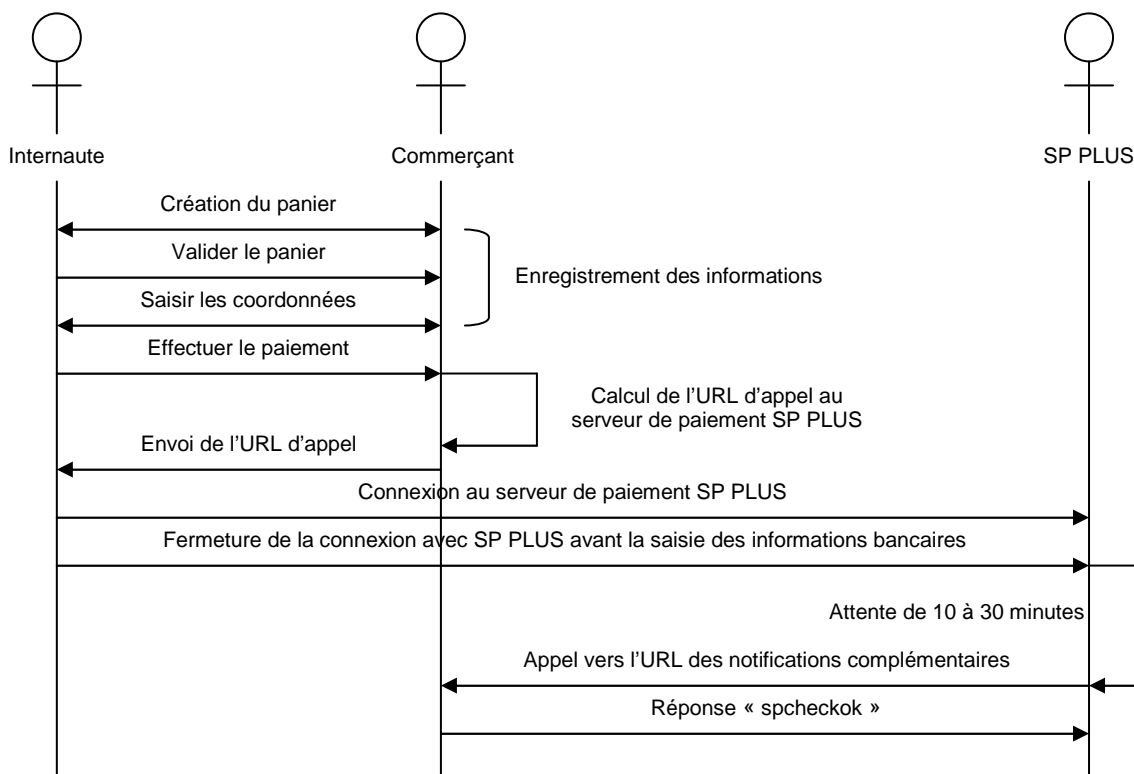 Internaute
Commerçant
SP PLUS
Création du panier
Valider le panier
Enregistrement des informations
Saisir les coordonnées
Effectuer le paiement
Calcul de l’URL d’appel au
serveur de paiement SP PLUS
Envoi de l’URL d’appel
Connexion au serveur de paiement SP PLUS
Fermeture de la connexion avec SP PLUS avant la saisie des informations bancaires
Attente de 10 à 30 minutes
Appel vers l’URL des notifications complémentaires
Réponse « spcheckok »